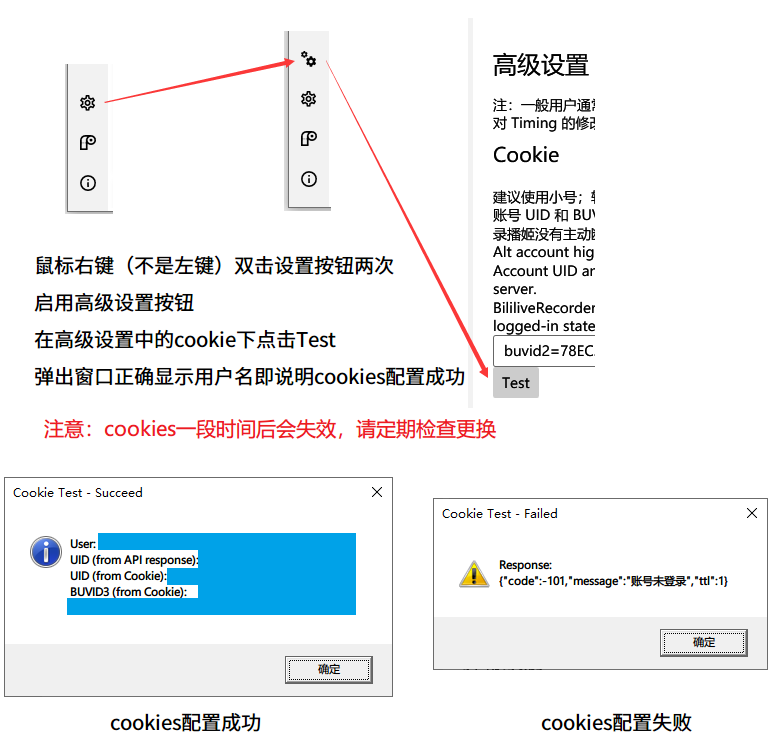 高级设置
注：一般用户通常
对 Timing 的修改
Cookie
建议使用小号；
账号 UID 和 BUV
录播姬没有主动
Alt account hig
Account UID ar
server.
BililiveRecorder
logged-in state
buvid2=78EC
Test
鼠标右键（不是左键）双击设置按钮两次
启用高级设置按钮
在高级设置中的cookie下点击Test
弹出窗口正确显示用户名即说明cookies配置成功
注意：cookies一段时间后会失效，请定期检查更换
Cookie Test - Succeed
User:
UID (from API response):
UID (from Cookie):
BUVID3 (from Cookie):
确定
cookies配置成功
Cookie Test - Failed
Response:
{"code":-101,"message":"账号未登录","ttl":1}
确定
cookies配置失败